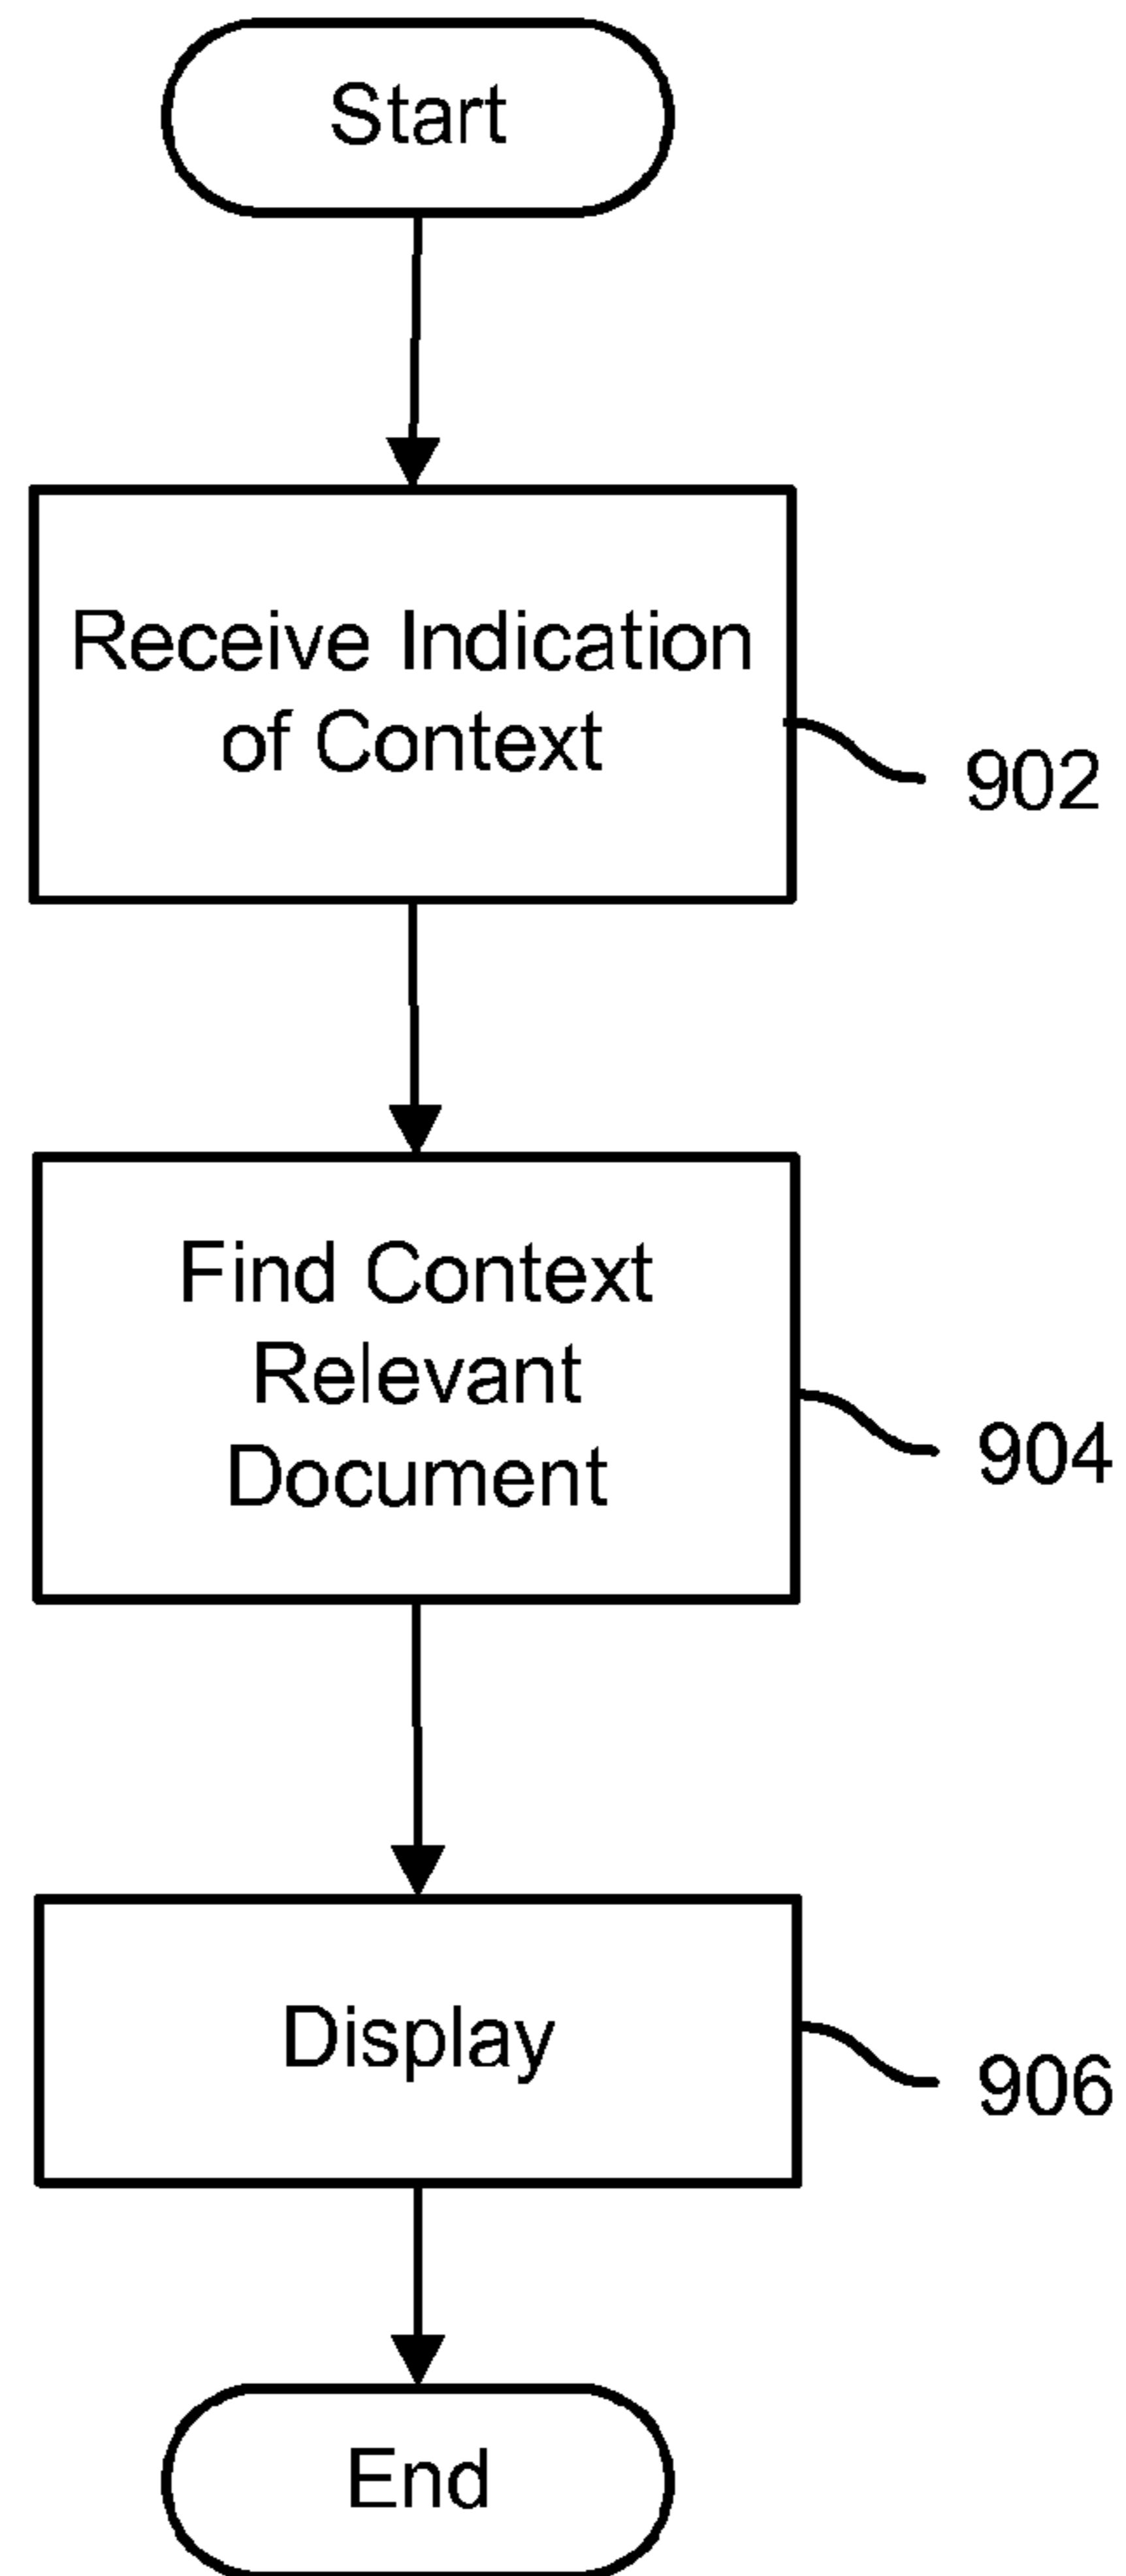 Start
Receive Indication
of Context
902
Find Context
Relevant
Document
904
Display
906
End